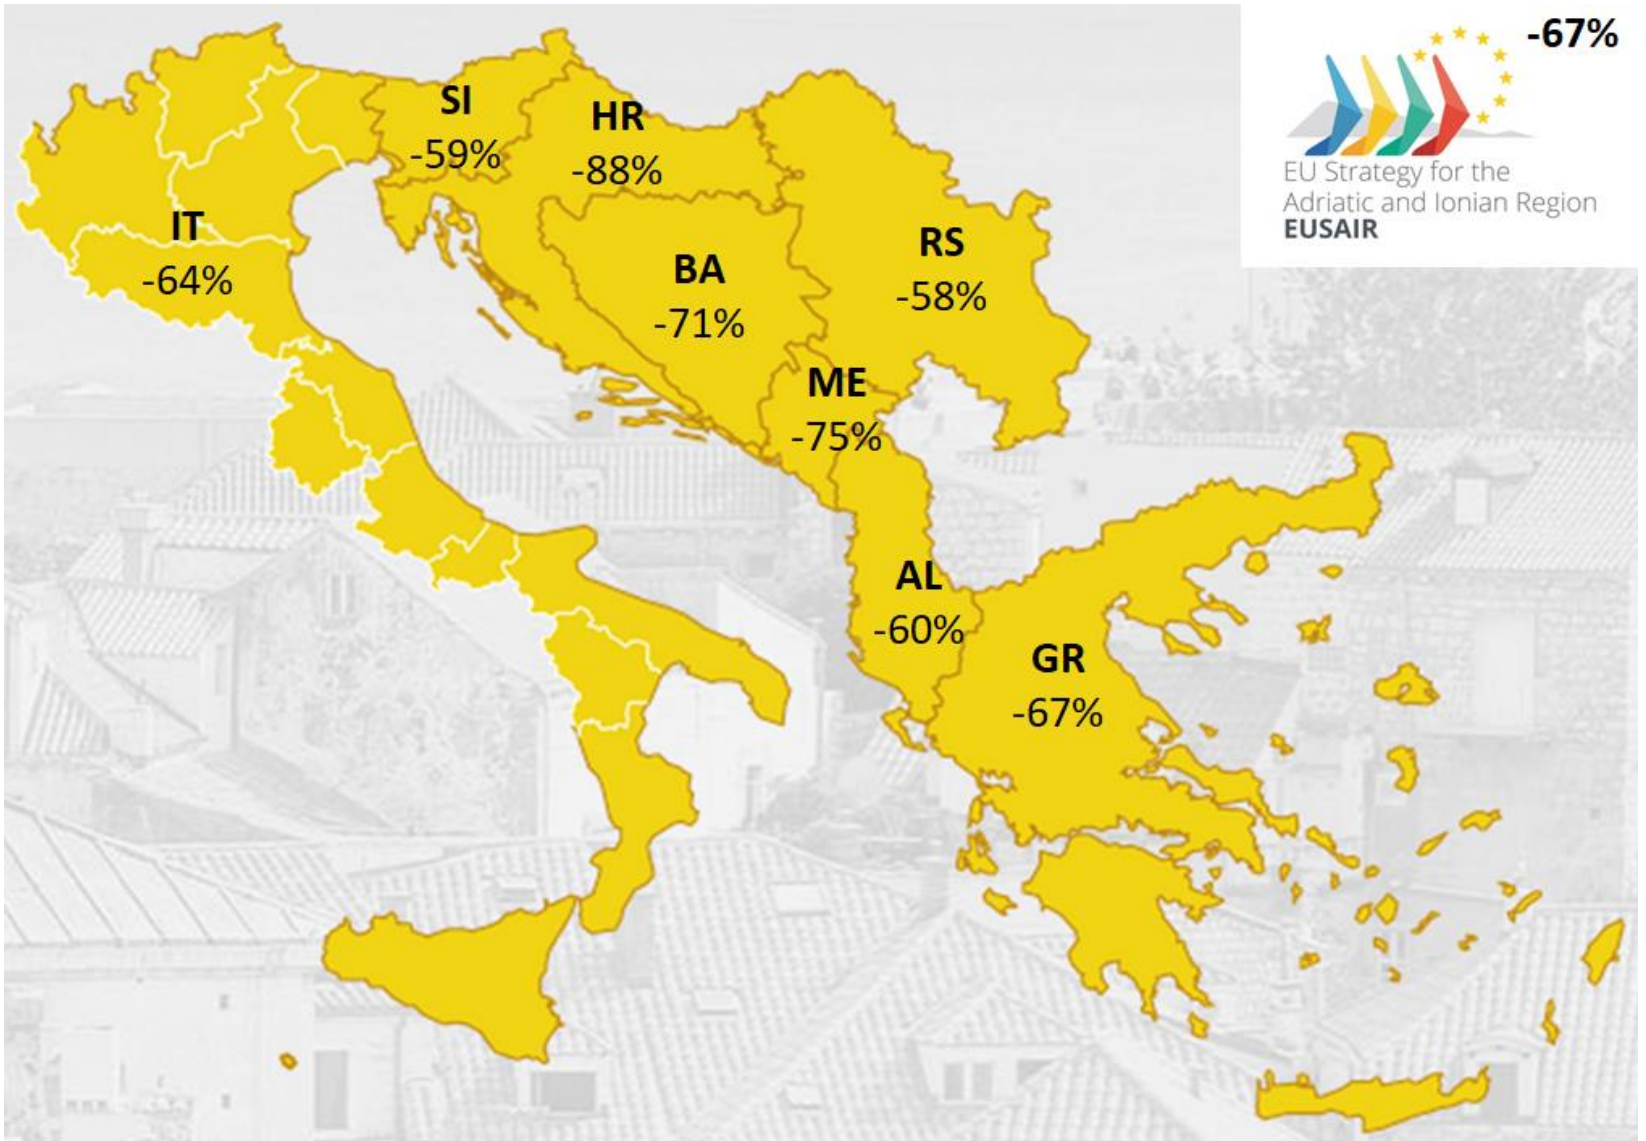 -67%
EU Strategy for the
Adriatic and Ionian Region
EUSAIR
SI
-59%
HR
-88%
IT
-64%
BA
-71%
RS
-58%
ME
-75%
AL
-60%
GR
-67%